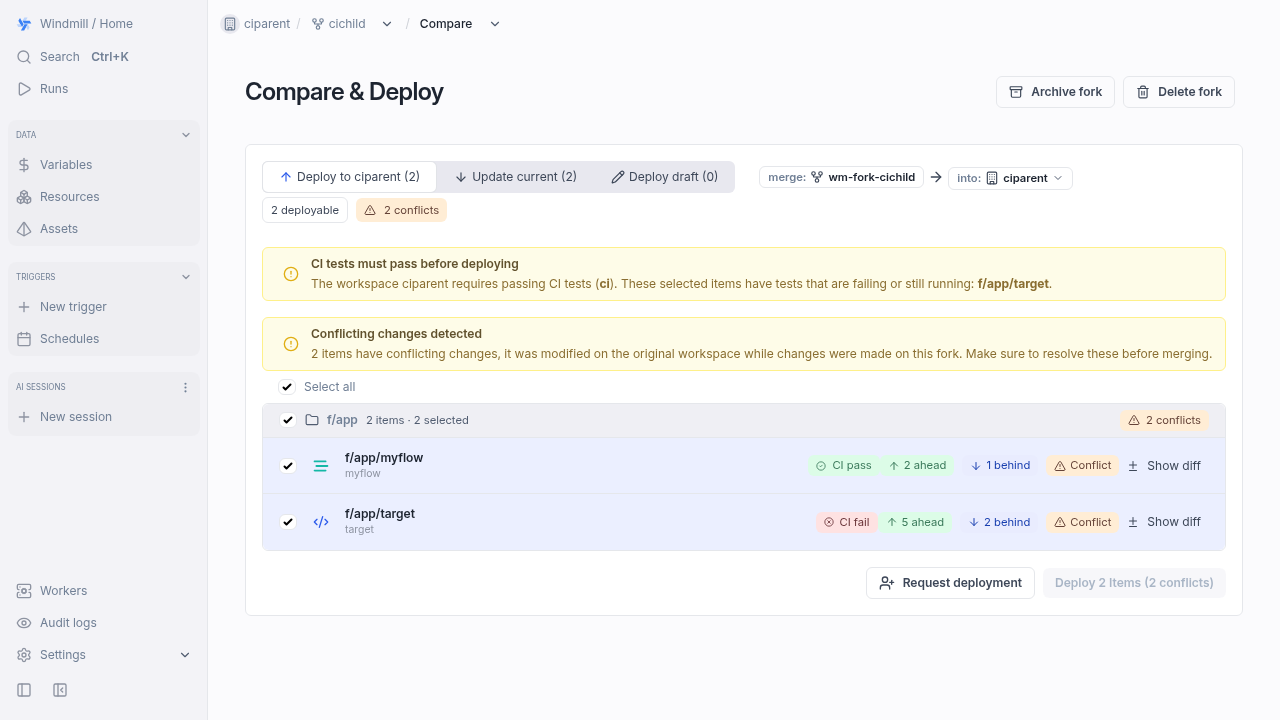 Windmill / Home
Search Ctrl+K
Runs
DATA
Variables
Resources
Assets
TRIGGERS
New trigger
Schedules
AI SESSIONS
New session
Workers
Audit logs
Settings
ciparent / cichild / Compare
Compare & Deploy
Archive fork
Delete fork
Deploy to ciparent (2)
Update current (2)
Deploy draft (0)
merge: wm-fork-cichild
into: ciparent
2 deployable
2 conflicts
CI tests must pass before deploying
The workspace ciparent requires passing CI tests (ci). These selected items have tests that are failing or still running: f/app/target.
Conflicting changes detected
2 items have conflicting changes, it was modified on the original workspace while changes were made on this fork. Make sure to resolve these before merging.
Select all
f/app 2 items · 2 selected 2 conflicts
f/app/myflow
myflow
CI pass 2 ahead 1 behind Conflict Show diff
f/app/target
target
CI fail 5 ahead 2 behind Conflict Show diff
Request deployment
Deploy 2 Items (2 conflicts)